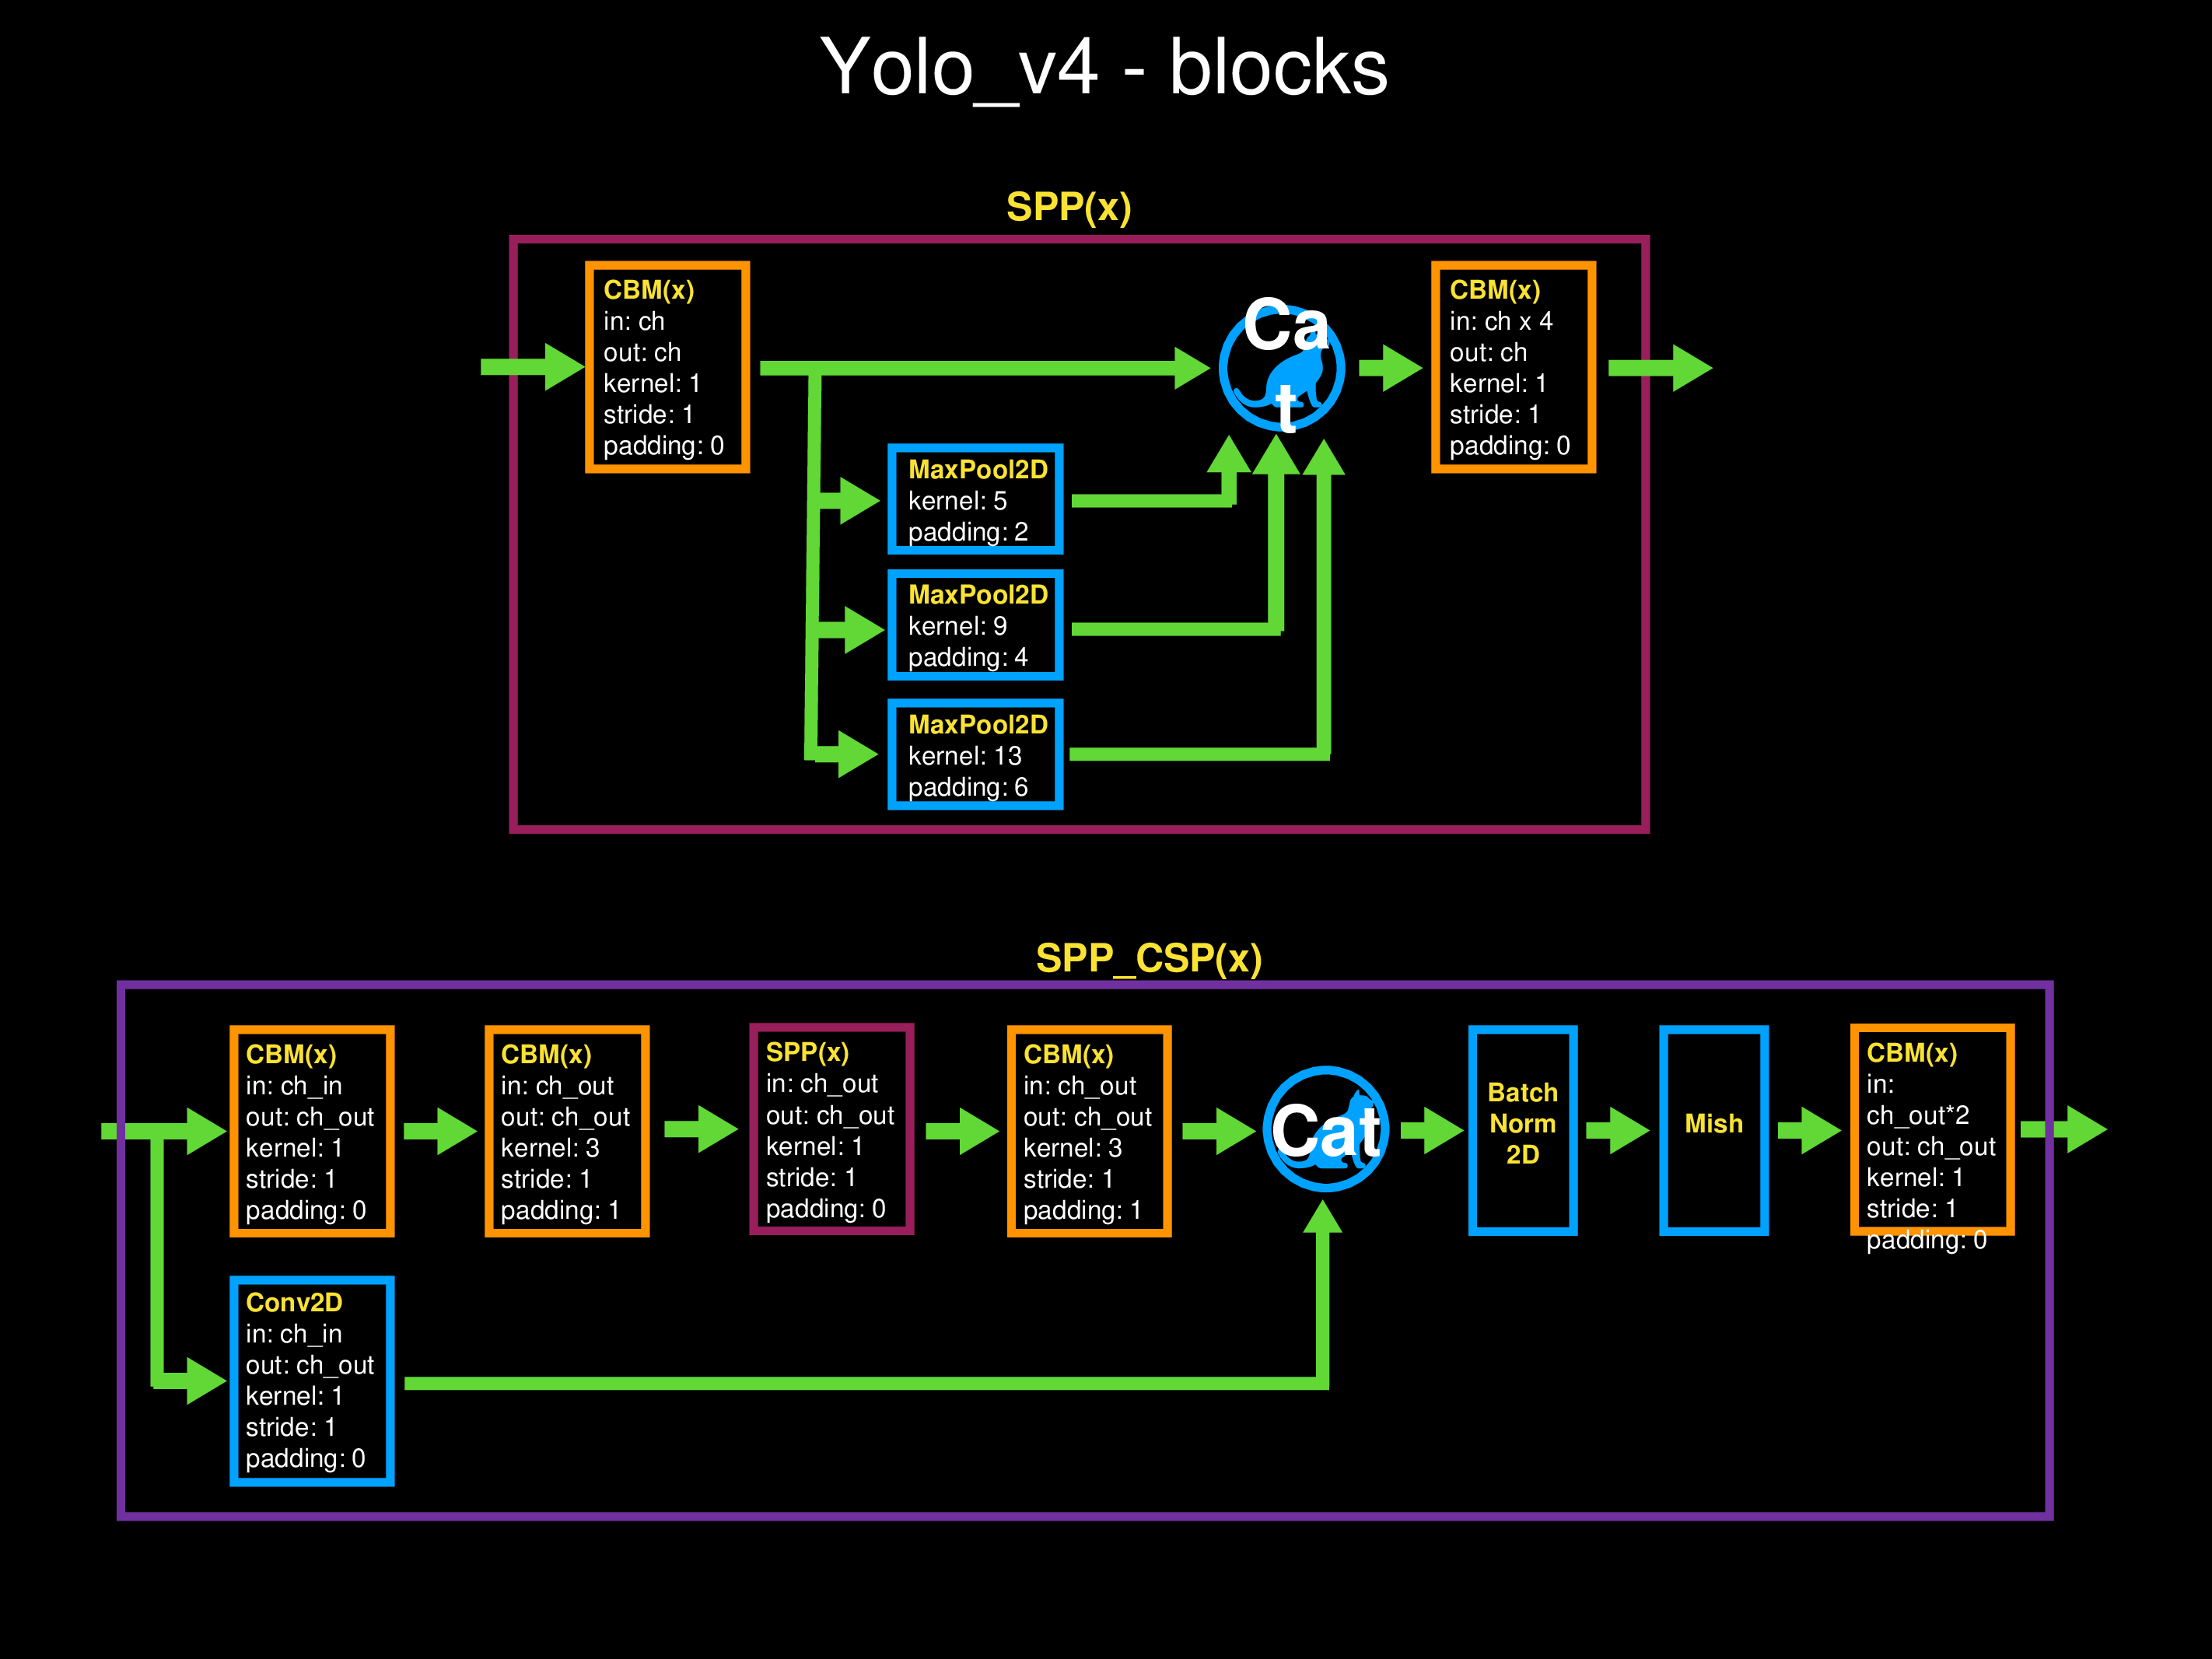 Yolo_v4 - blocks
SPP(x)
CBM(x)
in: ch
out: ch
kernel: 1
stride: 1
padding: 0
Ca
t
CBM(x)
in: ch x 4
out: ch
kernel: 1
stride: 1
padding: 0
MaxPool2D
kernel: 5
padding: 2
MaxPool2D
kernel: 9
padding: 4
MaxPool2D
kernel: 13
padding: 6
SPP_CSP(x)
CBM(x)
in: ch_in
out: ch_out
kernel: 1
stride: 1
padding: 0
CBM(x)
in: ch_out
out: ch_out
kernel: 3
stride: 1
padding: 1
SPP(x)
in: ch_out
out: ch_out
kernel: 1
stride: 1
padding: 0
CBM(x)
in: ch_out
out: ch_out
kernel: 3
stride: 1
padding: 1
Cat
Batch
Norm
2D
Mish
CBM(x)
in:
ch_out*2
out: ch_out
kernel: 1
stride: 1
padding: 0
Conv2D
in: ch_in
out: ch_out
kernel: 1
stride: 1
padding: 0